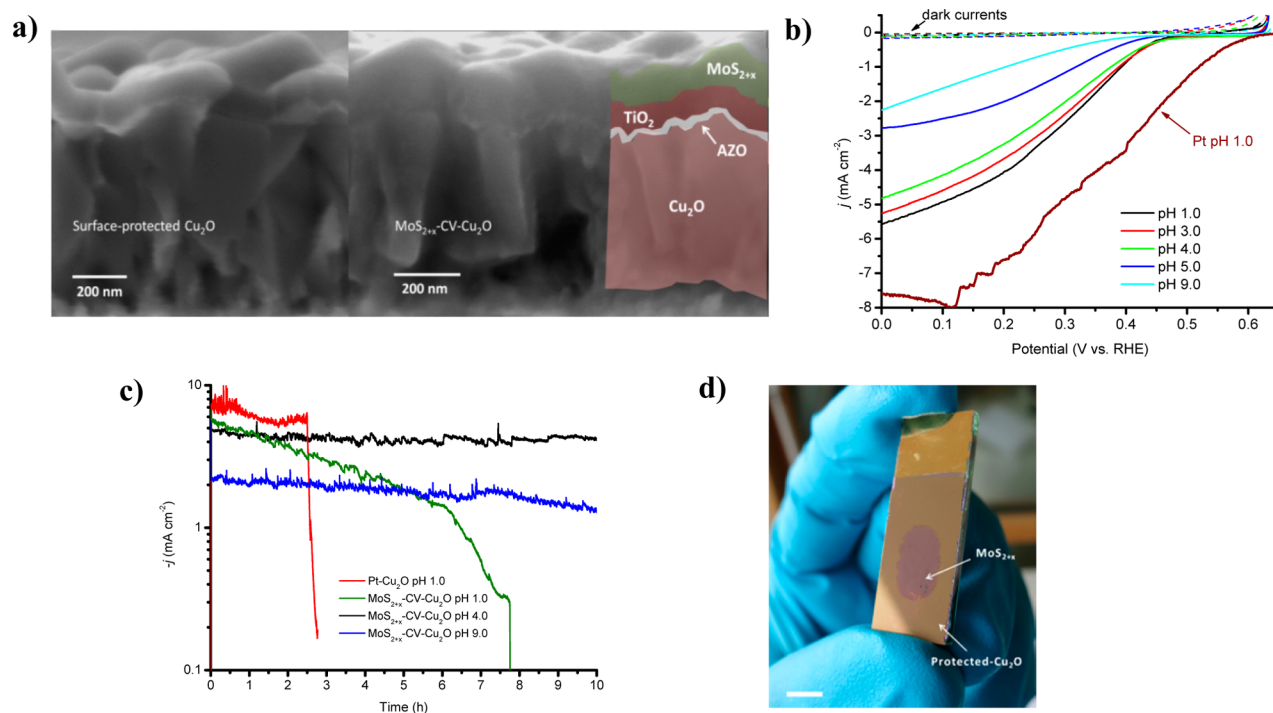 a)
Surface-protected Cu₂O
200 nm
MoS₂₊ₓ-CV-Cu₂O
200 nm
MoS₂₊ₓ
TiO₂
AZO
Cu₂O
b)
dark currents
Pt pH 1.0
pH 1.0
pH 3.0
pH 4.0
pH 5.0
pH 9.0
0
-1
-2
-3
-4
-5
-6
-7
-8
j (mA cm⁻²)
0.0 0.1 0.2 0.3 0.4 0.5 0.6
Potential (V vs. RHE)
c)
10
1
0.1
-j (mA cm⁻²)
Pt-Cu₂O pH 1.0
MoS₂₊ₓ-CV-Cu₂O pH 1.0
MoS₂₊ₓ-CV-Cu₂O pH 4.0
MoS₂₊ₓ-CV-Cu₂O pH 9.0
0 1 2 3 4 5 6 7 8 9 10
Time (h)
d)
MoS₂₊ₓ
Protected-Cu₂O